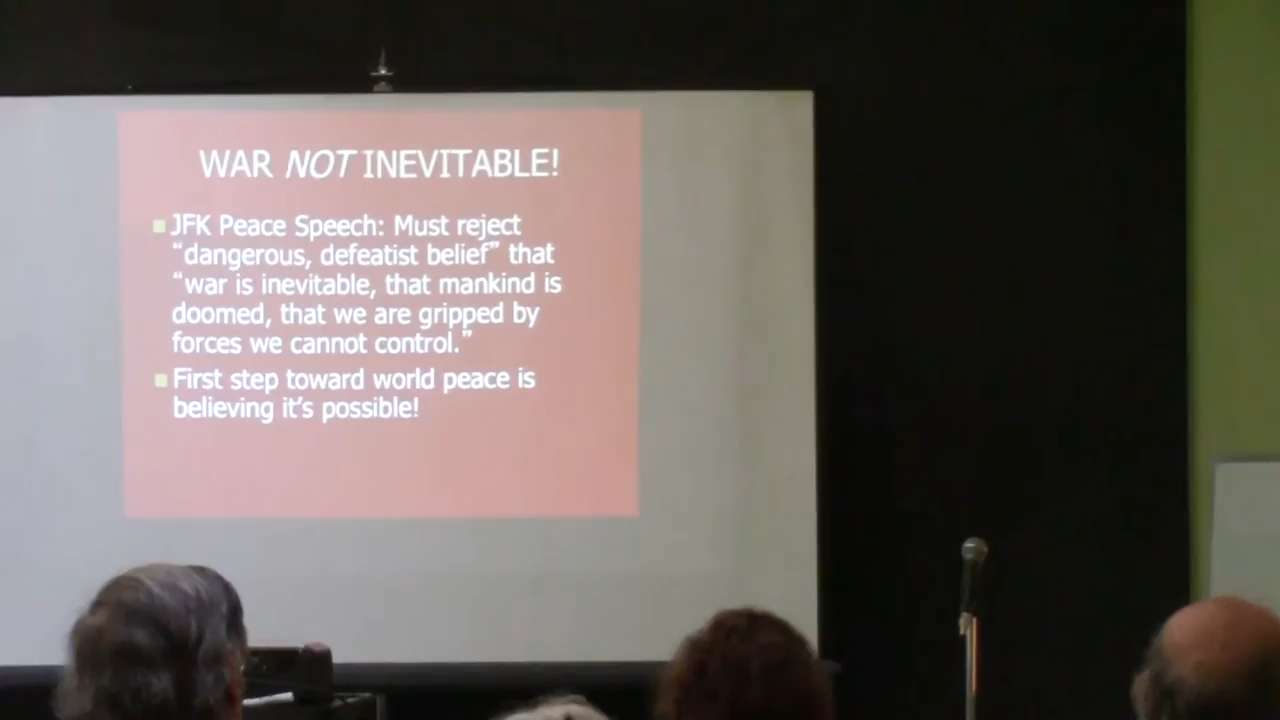 WAR NOT INEVITABLE!
JFK Peace Speech: Must reject
“dangerous, defeatist belief” that
“war is inevitable, that mankind is
doomed, that we are gripped by
forces we cannot control.”
First step toward world peace is
believing it’s possible!